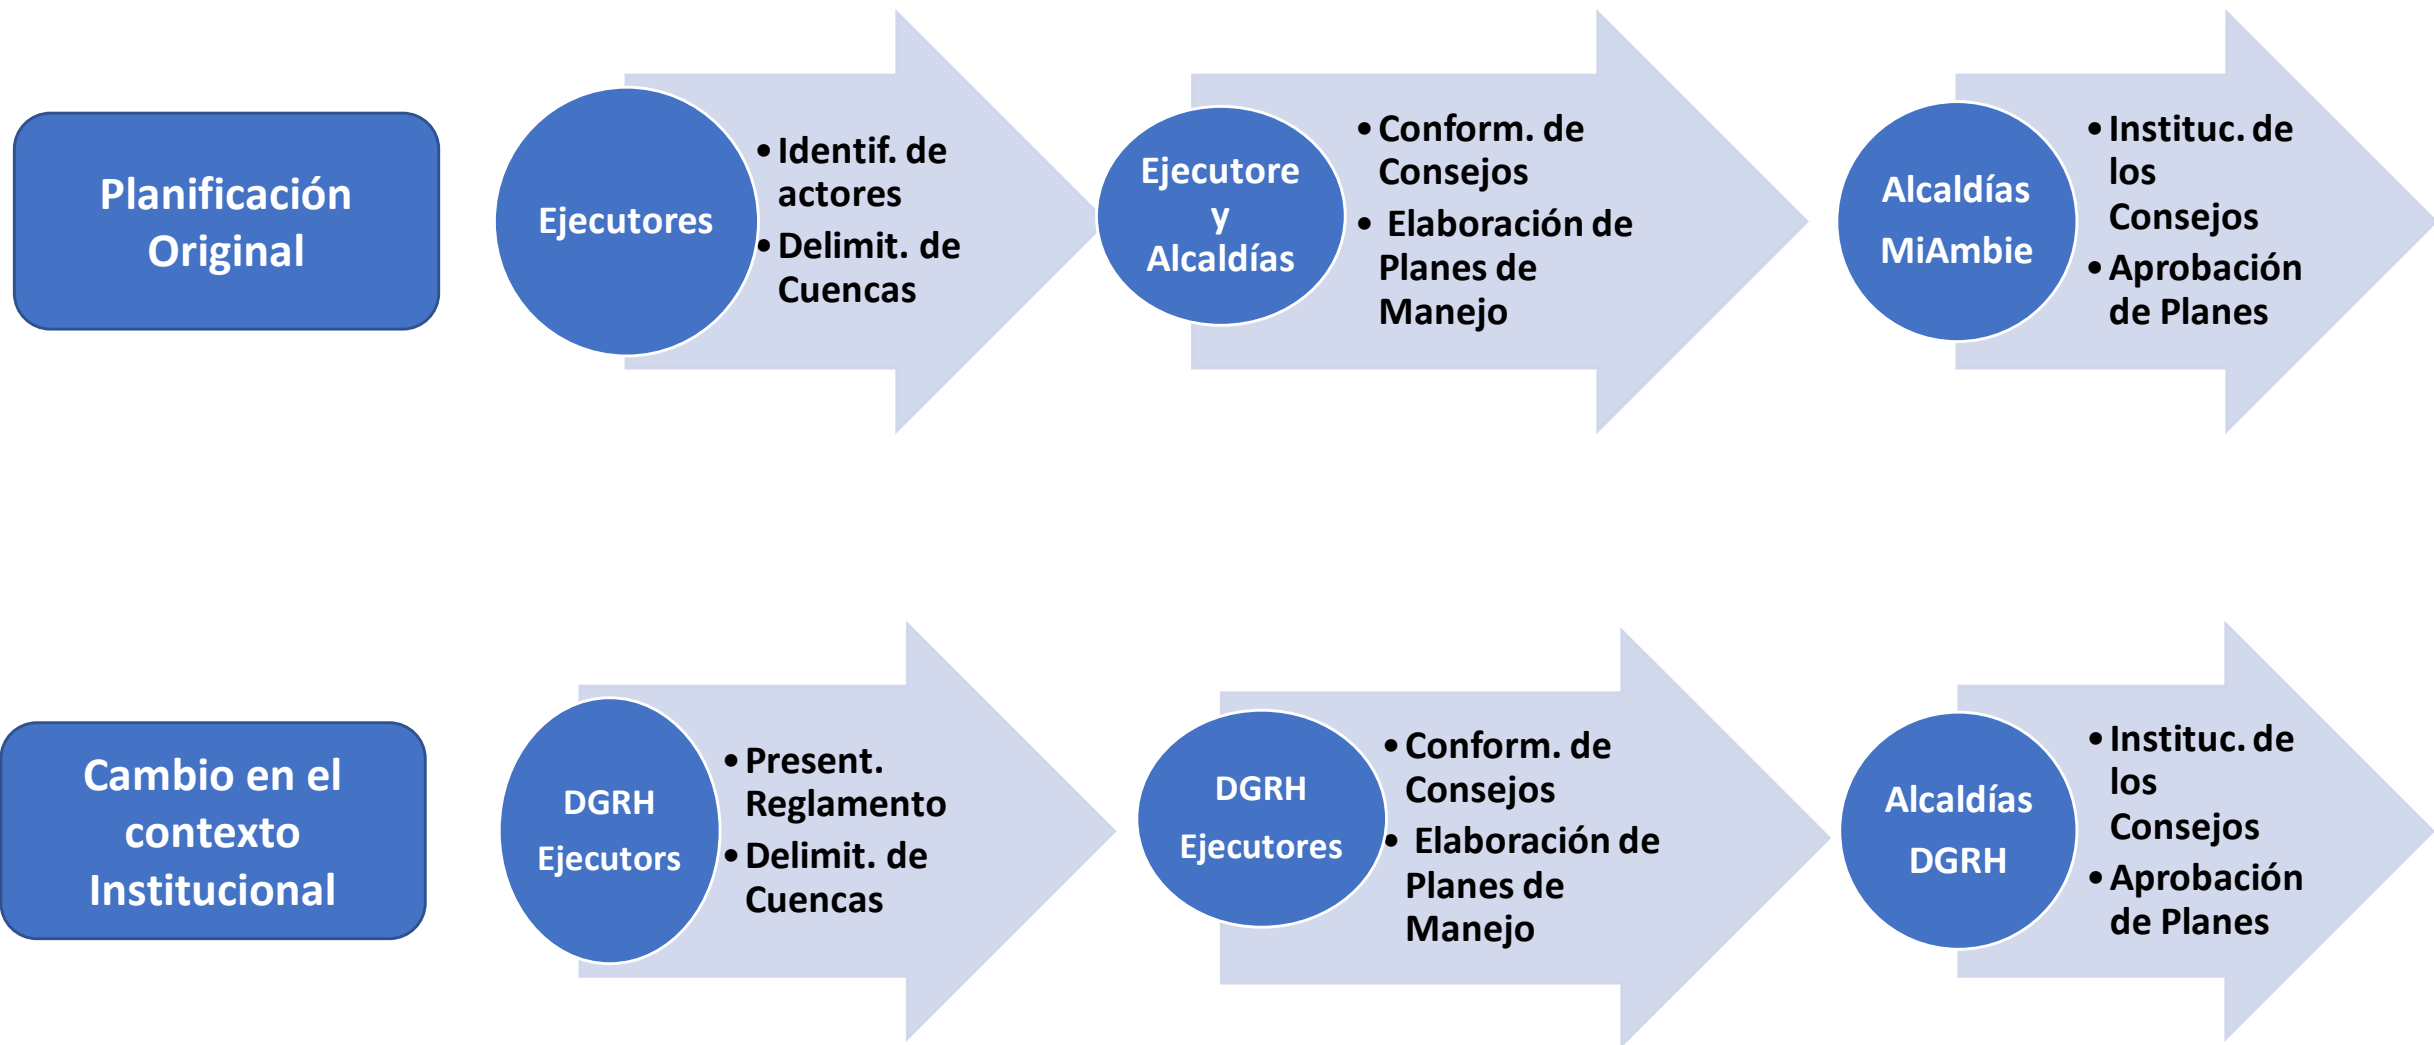 Planificación
Original
Ejecutores
•Identif. de
actores
•Delimit. de
Cuencas
Ejecutore
y
Alcaldías
•Conform. de
Consejos
• Elaboración de
Planes de
Manejo
Alcaldías
MiAmbie
•Instituc. de
los
Consejos
•Aprobación
de Planes
Cambio en el
contexto
Institucional
DGRH
Ejecutors
•Present.
Reglamento
•Delimit. de
Cuencas
DGRH
Ejecutores
•Conform. de
Consejos
• Elaboración de
Planes de
Manejo
Alcaldías
DGRH
•Instituc. de
los
Consejos
•Aprobación
de Planes